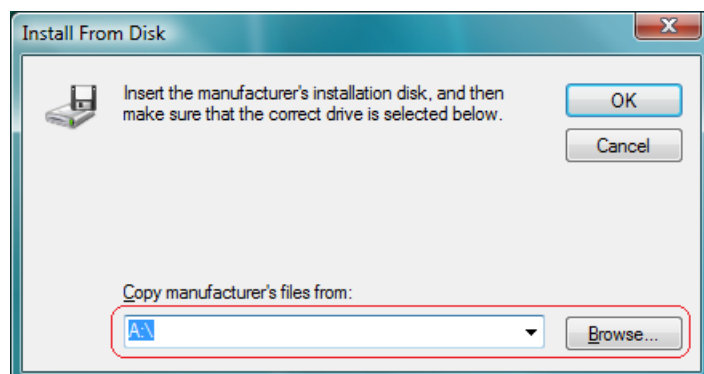 Install From Disk
Insert the manufacturer's installation disk, and then
make sure that the correct drive is selected below.
OK
Cancel
Copy manufacturer's files from:
A:\
Browse...